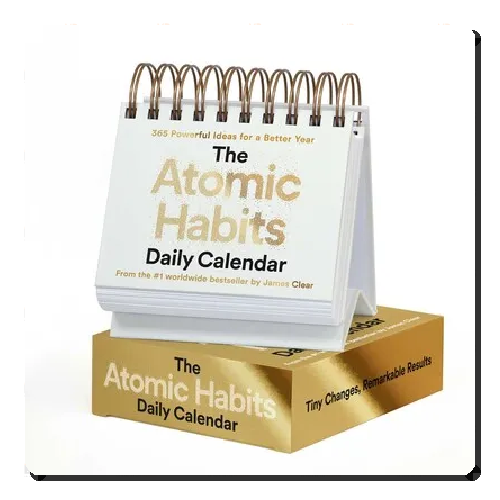 365 Powerful Ideas for a Better Year
The
Atomic
Habits
Daily Calendar
From the #1 worldwide bestseller by James Clear
The
Atomic Habits
Daily Calendar
Tiny Changes, Remarkable Results
Calendar